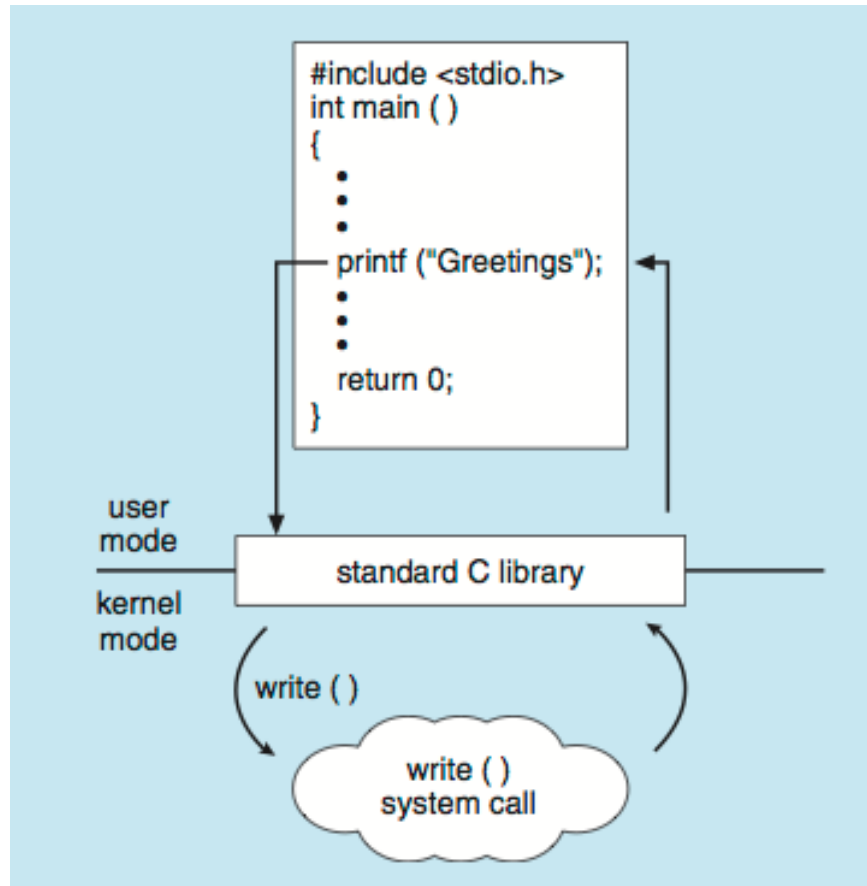 #include <stdio.h>
int main ( )
{
•
•
•
printf ("Greetings");
•
•
•
return 0;
}
user
mode
standard C library
kernel
mode
write ( )
write ( )
system call